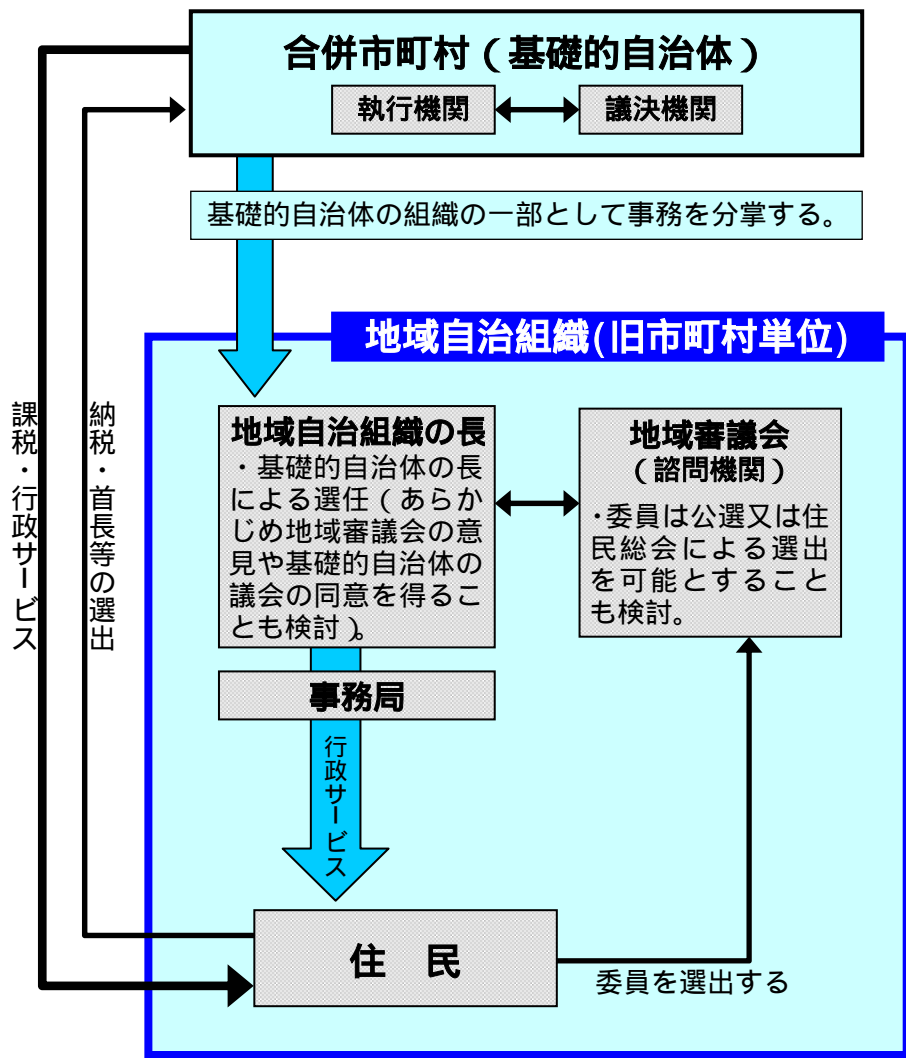 合併市町村（基礎的自治体）
執行機関
議決機関
基礎的自治体の組織の一部として事務を分掌する。
地域自治組織(旧市町村単位)
課税・行政サービス
納税・首長等の選出
地域自治組織の長
・基礎的自治体の長
による選任（あらか
じめ地域審議会の意
見や基礎的自治体の
議会の同意を得るこ
とも検討）。
地域審議会
（諮問機関）
・委員は公選又は住
民総会による選出
を可能とすること
も検討。
事務局
行政サービス
住　民
委員を選出する